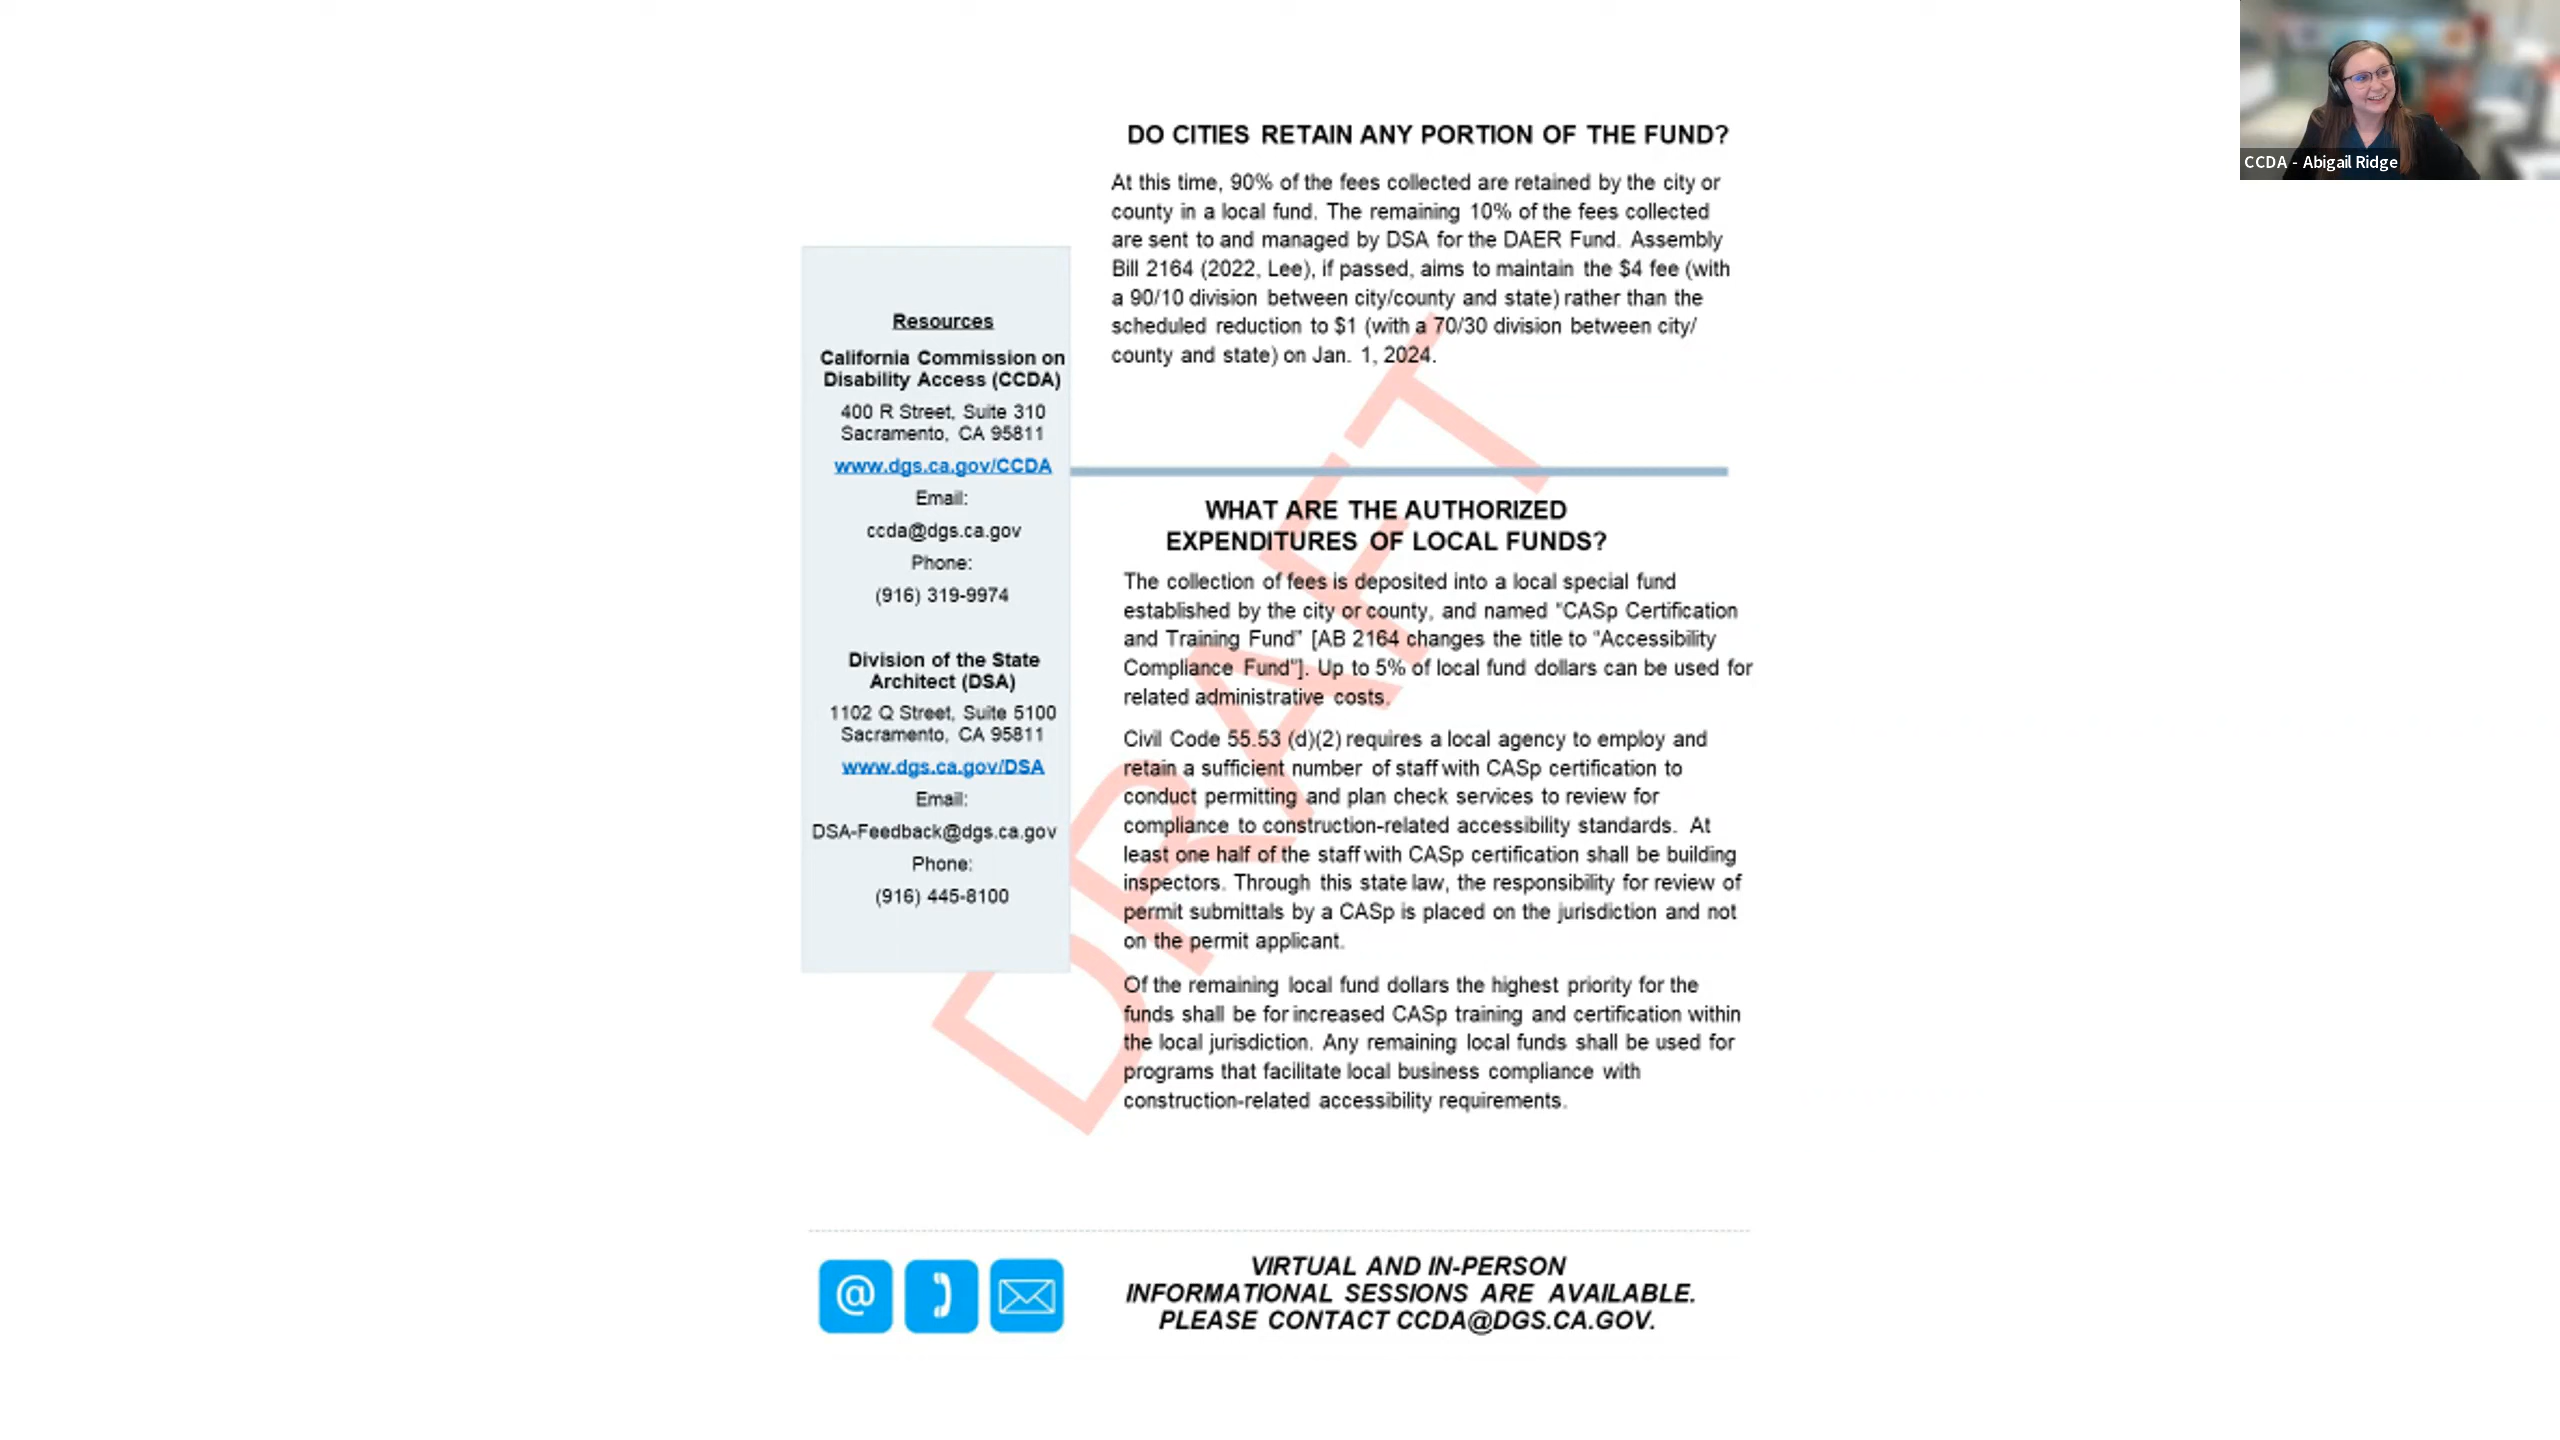 CCDA - Abigail Ridge
DO CITIES RETAIN ANY PORTION OF THE FUND?
At this time, 90% of the fees collected are retained by the city or
county in a local fund. The remaining 10% of the fees collected
are sent to and managed by DSA for the DAER Fund. Assembly
Bill 2164 (2022, Lee), if passed, aims to maintain the $4 fee (with
a 90/10 division between city/county and state) rather than the
scheduled reduction to $1 (with a 70/30 division between city/
county and state) on Jan. 1, 2024.
Resources
California Commission on
Disability Access (CCDA)
400 R Street, Suite 310
Sacramento, CA 95811
www.dgs.ca.gov/CCDA
Email:
ccda@dgs.ca.gov
Phone:
(916) 319-9974
Division of the State
Architect (DSA)
1102 Q Street, Suite 5100
Sacramento, CA 95811
www.dgs.ca.gov/DSA
Email:
DSA-Feedback@dgs.ca.gov
Phone:
(916) 445-8100
WHAT ARE THE AUTHORIZED
EXPENDITURES OF LOCAL FUNDS?
The collection of fees is deposited into a local special fund
established by the city or county, and named "CASp Certification
and Training Fund" [AB 2164 changes the title to "Accessibility
Compliance Fund"]. Up to 5% of local fund dollars can be used for
related administrative costs.
Civil Code 55.53 (d)(2) requires a local agency to employ and
retain a sufficient number of staff with CASp certification to
conduct permitting and plan check services to review for
compliance to construction-related accessibility standards. At
least one half of the staff with CASp certification shall be building
inspectors. Through this state law, the responsibility for review of
permit submittals by a CASp is placed on the jurisdiction and not
on the permit applicant.
Of the remaining local fund dollars the highest priority for the
funds shall be for increased CASp training and certification within
the local jurisdiction. Any remaining local funds shall be used for
programs that facilitate local business compliance with
construction-related accessibility requirements.
DRAFT
VIRTUAL AND IN-PERSON
INFORMATIONAL SESSIONS ARE AVAILABLE.
PLEASE CONTACT CCDA@DGS.CA.GOV.